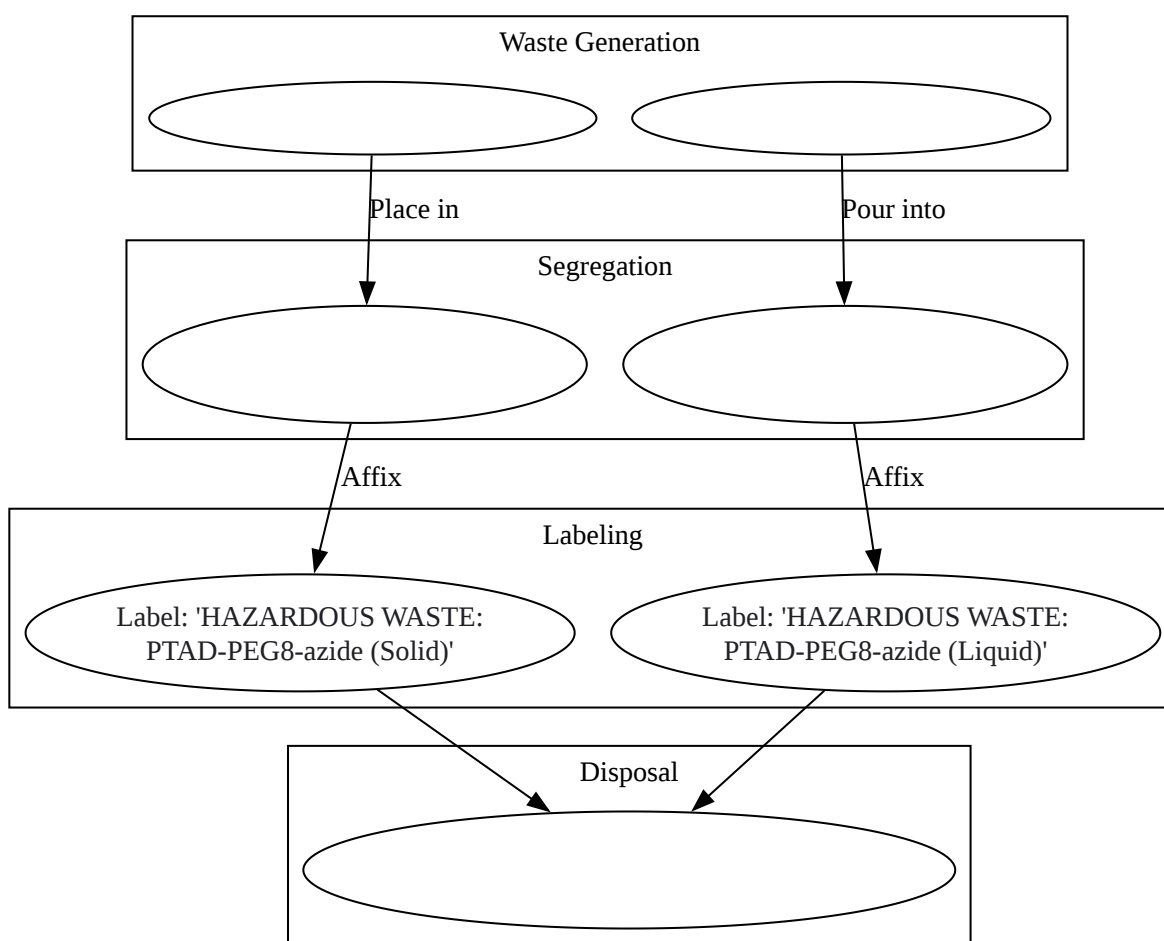 Waste Generation
Place in
Pour into
Segregation
Affix
Affix
Labeling
Label: 'HAZARDOUS WASTE:
PTAD-PEG8-azide (Solid)'
Label: 'HAZARDOUS WASTE:
PTAD-PEG8-azide (Liquid)'
Disposal